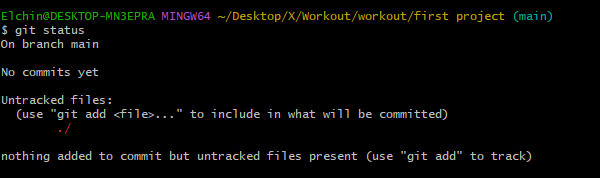 Elchin@DESKTOP-MN3EPRA MINGW64 ~/Desktop/X/Workout/workout/first project (main)
$ git status
On branch main
No commits yet
Untracked files:
(use "git add <file>..." to include in what will be committed)
./
nothing added to commit but untracked files present (use "git add" to track)